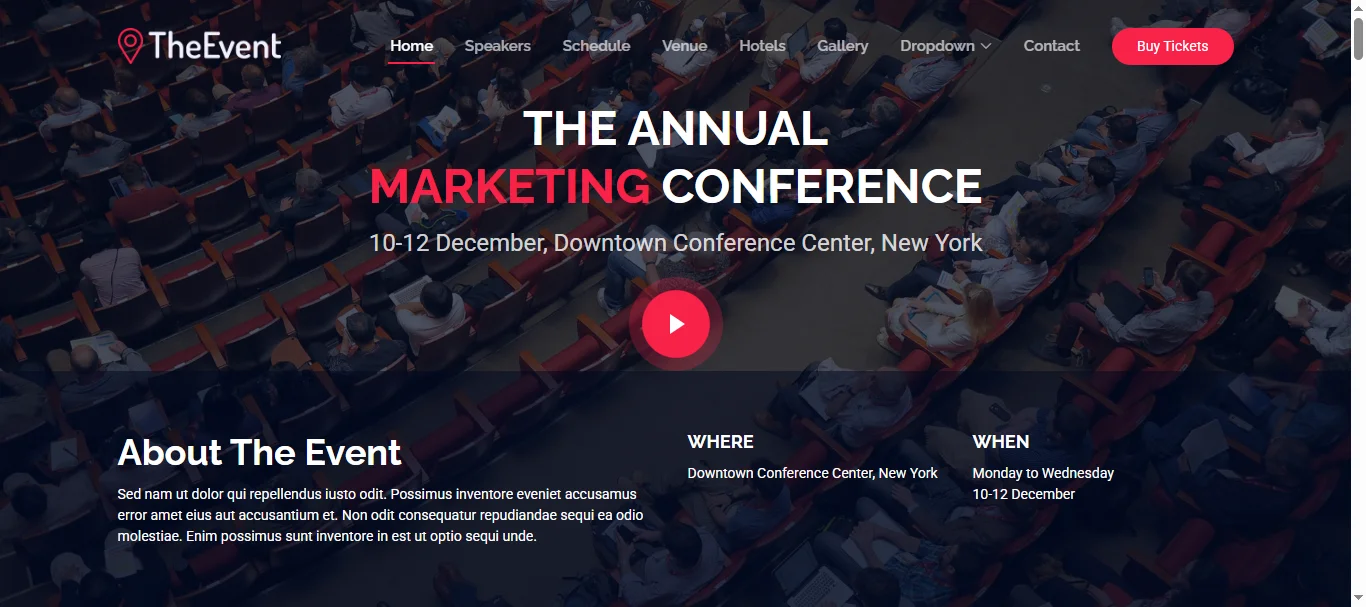 TheEvent
Home Speakers Schedule Venue Hotels Gallery Dropdown Contact Buy Tickets
THE ANNUAL
MARKETING CONFERENCE
10-12 December, Downtown Conference Center, New York
About The Event
Sed nam ut dolor qui repellendus iusto odit. Possimus inventore eveniet accusamus
error amet eius aut accusantium et. Non odit consequatur repudiandae sequi ea odio
molestiae. Enim possimus sunt inventore in est ut optio sequi unde.
WHERE
Downtown Conference Center, New York
WHEN
Monday to Wednesday
10-12 December